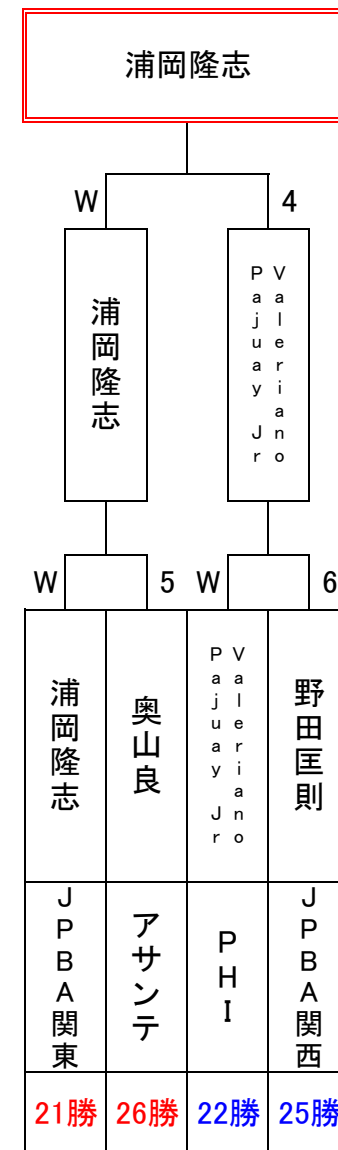 浦岡隆志
W
4
浦岡隆志
Valeriano
Pajuay Jr
W
5
W
6
浦岡隆志
奥山良
Valeriano
Pajuay Jr
野田匡則
JPBA関東
アサンテ
PHI
JPBA関西
21勝
26勝
22勝
25勝